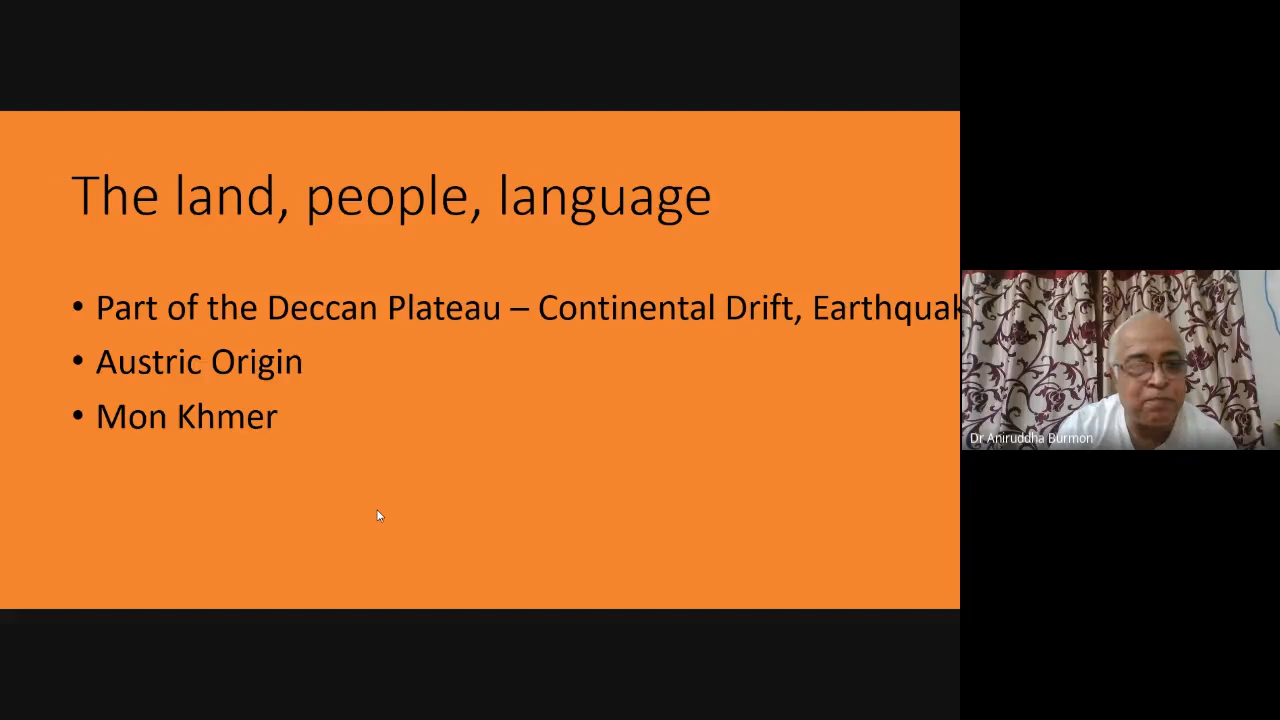 The land, people, language
• Part of the Deccan Plateau – Continental Drift, Earthquak
• Austric Origin
• Mon Khmer
Dr Aniruddha Burmon